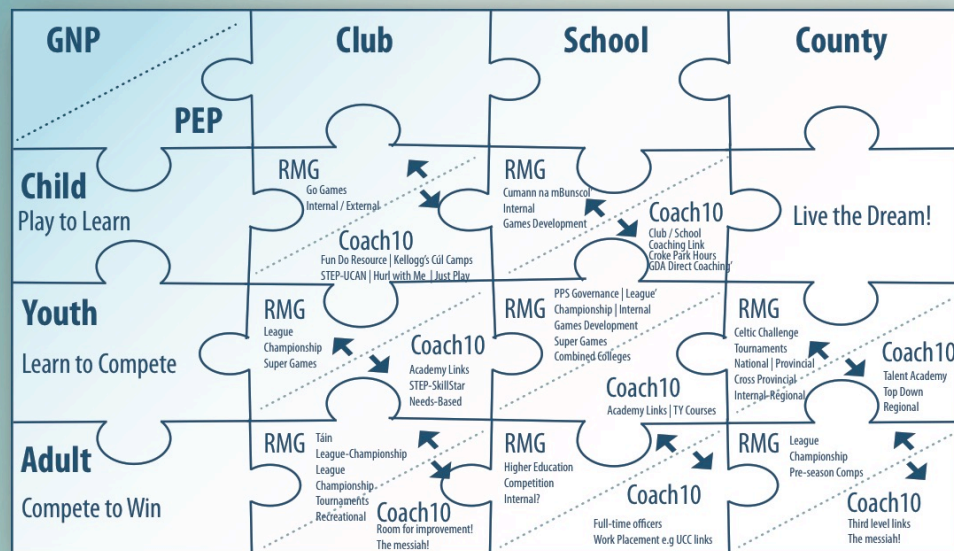 GNP
PEP
Club
School
County
Child
Play to Learn
RMG
Go Games
Internal / External
Coach10
Fun Do Resource | Kellogg's Cúl Camps
STEP-UCAN | Hurl with Me | Just Play
RMG
Cumann na mBunscol'
Internal
Games Development
Coach10
Club / School
Coaching Link
Croke Park Hours
GDA Direct Coaching'
Live the Dream!
Youth
Learn to Compete
RMG
League
Championship
Super Games
Coach10
Academy Links
STEP-SkillStar
Needs-Based
RMG
PPS Governance | League'
Championship | Internal
Games Development
Super Games
Combined Colleges
Coach10
Academy Links | TY Courses
RMG
Celtic Challenge
Tournaments
National | Provincial
Cross Provincial
Internal-Regional
Coach10
Talent Academy
Top Down
Regional
Adult
Compete to Win
RMG
Táin
League-Championship
League
Championship
Tournaments
Recreational
Coach10
Room for improvement!
The messiah!
RMG
Higher Education
Competition
Internal?
Coach10
Full-time officers
Work Placement e.g UCC links
RMG
League
Championship
Pre-season Comps
Coach10
Third level links
The messiah!